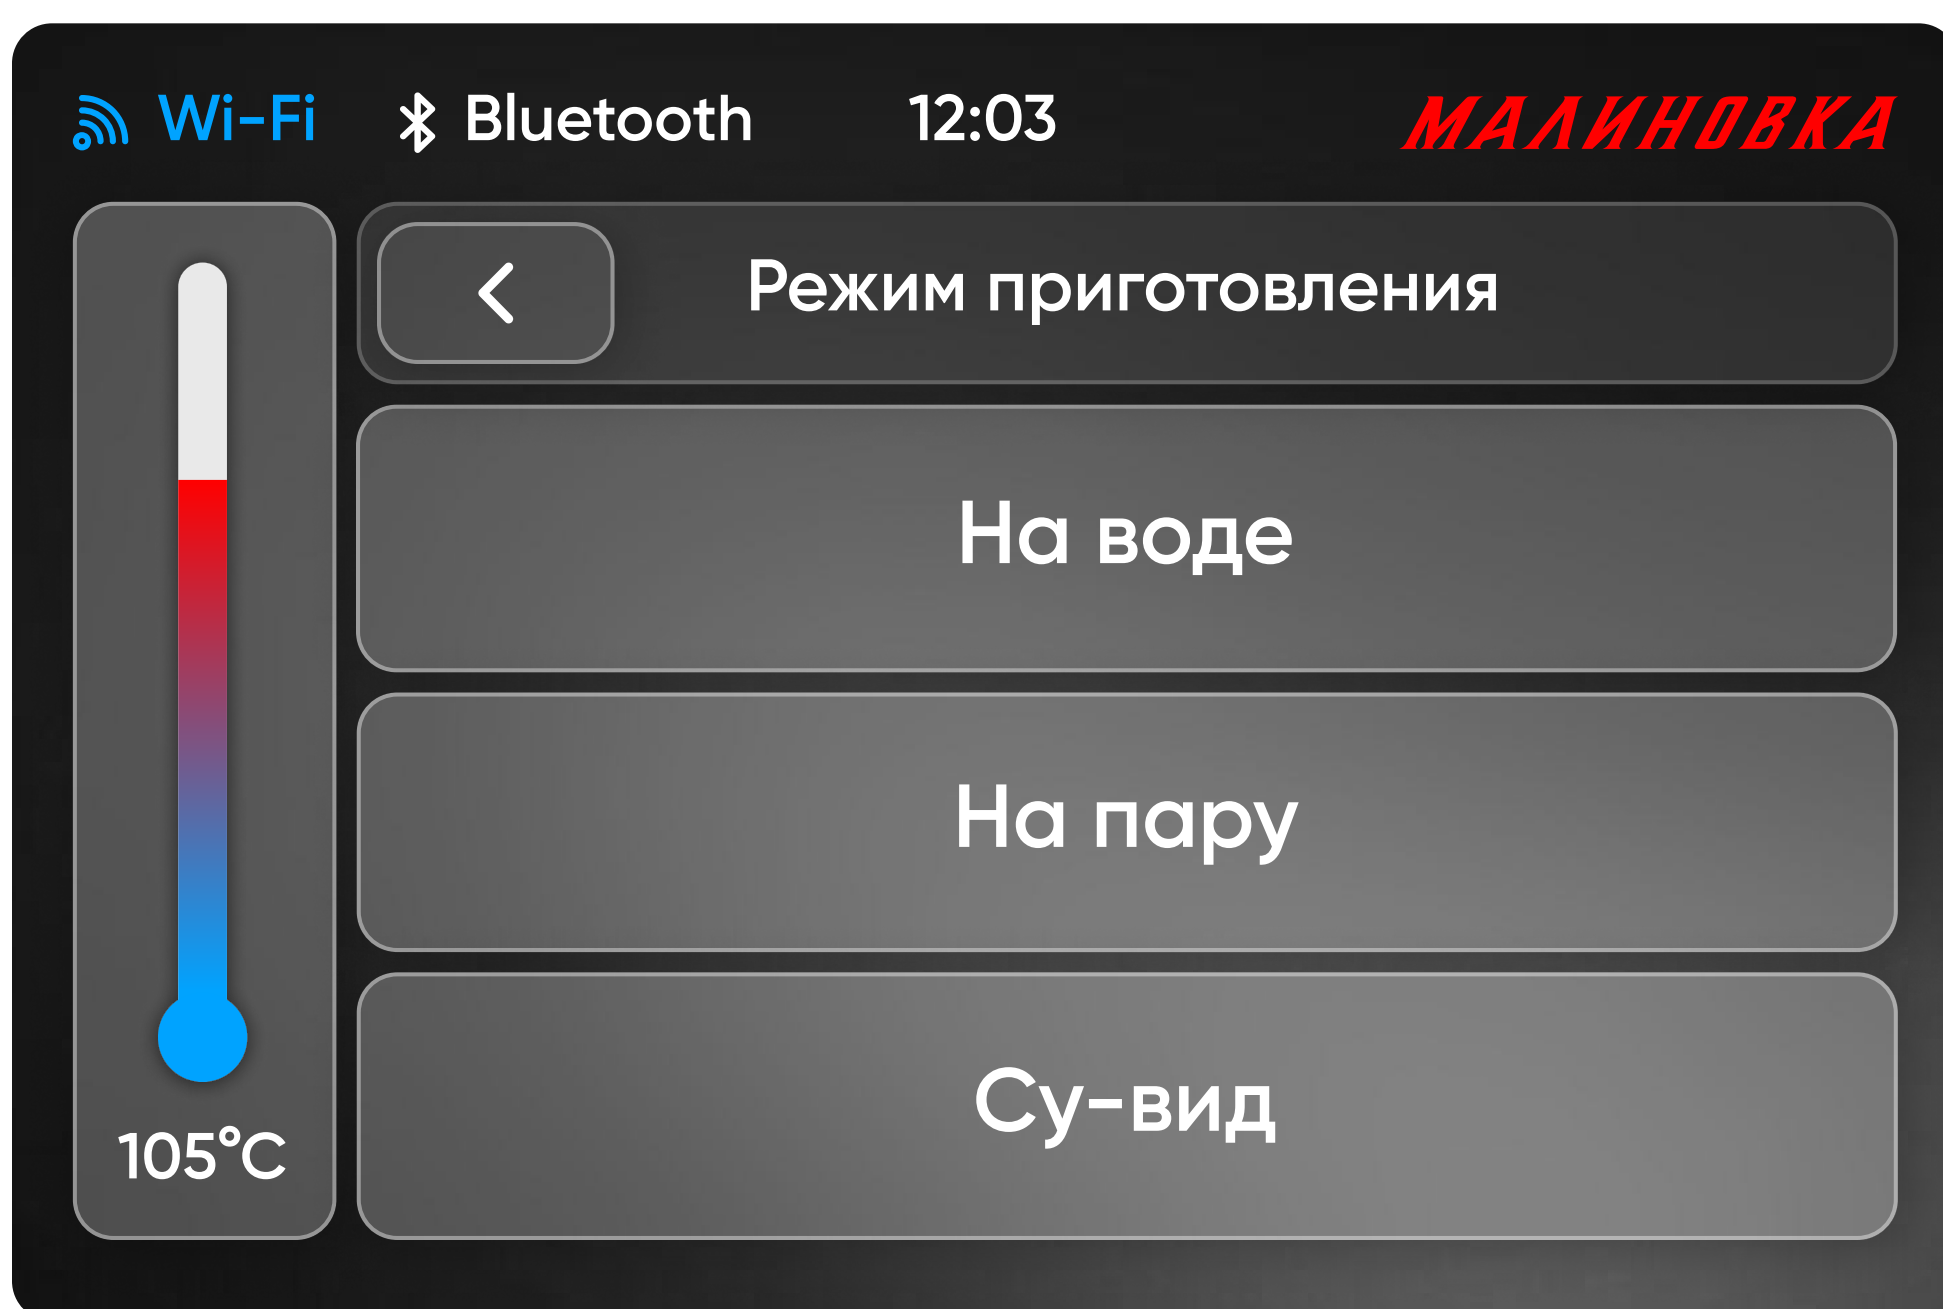 Wi-Fi Bluetooth 12:03 МАЛИНОВКА
Режим приготовления
На воде
На пару
Су-вид
105°C